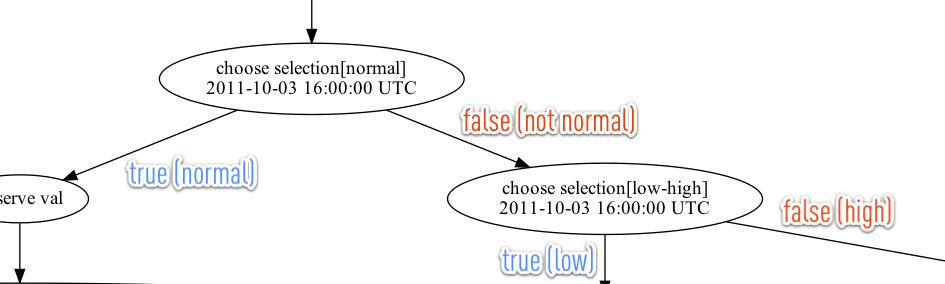 choose selection[normal]
2011-10-03 16:00:00 UTC
false (not normal)
true (normal)
serve val
choose selection[low-high]
2011-10-03 16:00:00 UTC
false (high)
true (low)